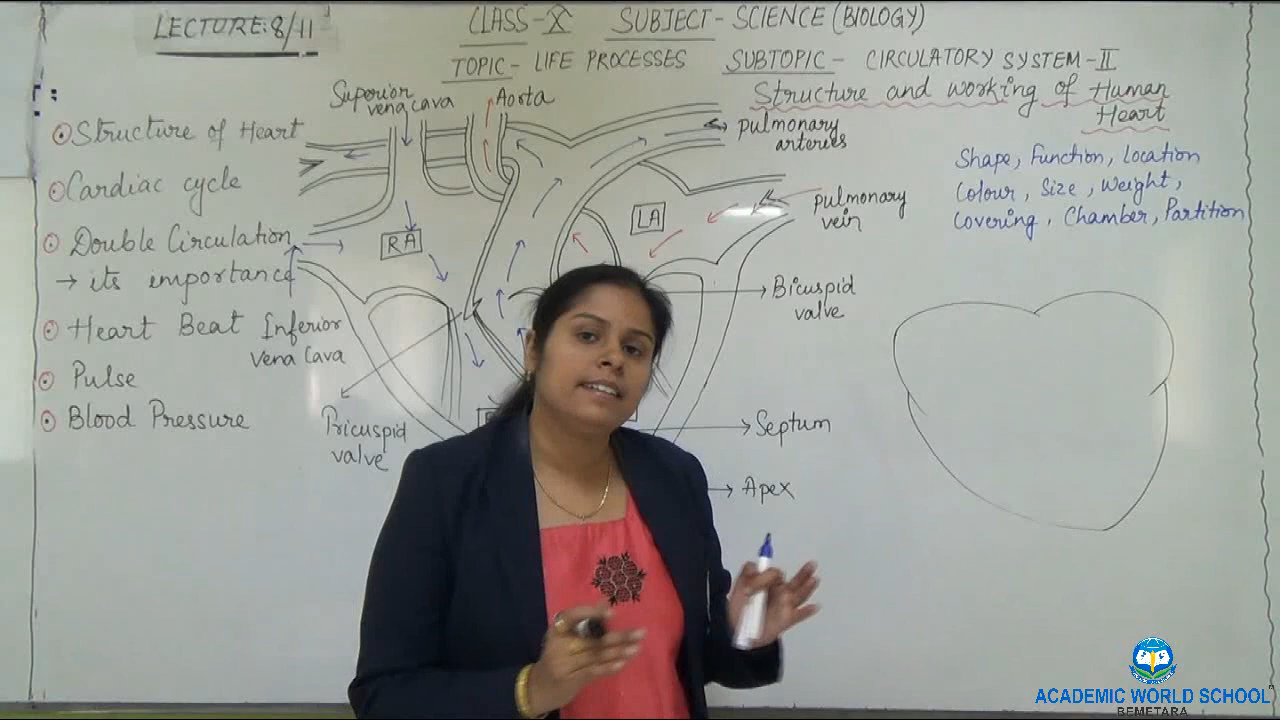 LECTURE: 8/11
CLASS-X SUBJECT- SCIENCE (BIOLOGY)
TOPIC- LIFE PROCESSES SUBTOPIC- CIRCULATORY SYSTEM-II
Structure and working of Human
Heart
Shape, Function, Location
Colour, Size, Weight,
Covering, Chamber, Partition
Structure of Heart
Cardiac cycle
Double Circulation
→ its importance
Heart Beat
Pulse
Blood Pressure
Superior
vena cava
Aorta
pulmonary
arteries
pulmonary
vein
LA
RA
Bicuspid
valve
Inferior
Vena Cava
Tricuspid
valve
Septum
Apex
ACADEMIC WORLD SCHOOL
BEMETARA